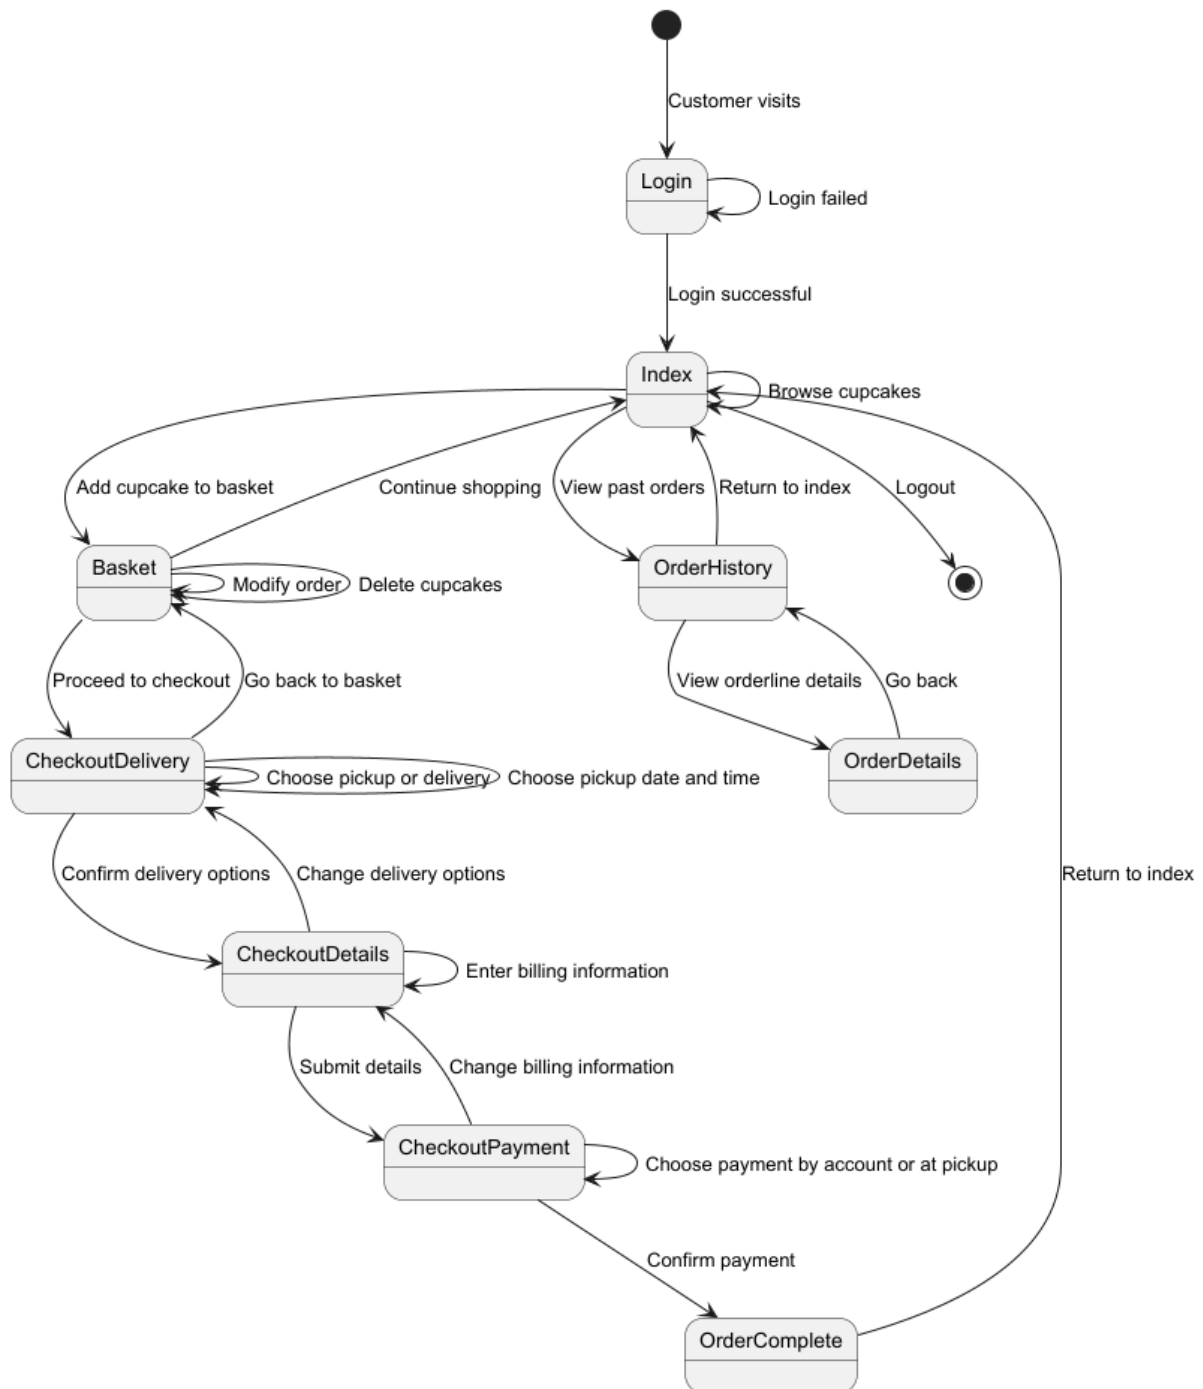 Customer visits
Login
Login failed
Login successful
Index
Browse cupcakes
Add cupcake to basket
Continue shopping
View past orders
Return to index
Logout
Basket
Modify order
Delete cupcakes
OrderHistory
Proceed to checkout
Go back to basket
View orderline details
Go back
CheckoutDelivery
Choose pickup or delivery
Choose pickup date and time
OrderDetails
Confirm delivery options
Change delivery options
Return to index
CheckoutDetails
Enter billing information
Submit details
Change billing information
CheckoutPayment
Choose payment by account or at pickup
Confirm payment
OrderComplete